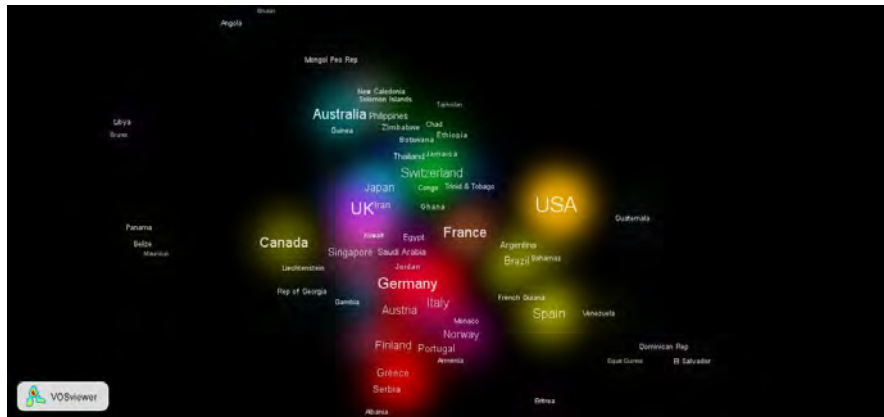 Angola
Mongol Peo Rep
New Caledonia
Solomon Islands
Australia
Philippines
Chad
Libya
Guinea
Zimbabwe
Ethiopia
Botswana
Thailand
Jamaica
Switzerland
Japan
Congo
Trinid & Tobago
UK
Iran
Ghana
USA
Guatemala
Panama
Kuwait
Egypt
France
Canada
Belize
Argentina
Singapore
Saudi Arabia
Brazil
Bahamas
Liechtenstein
Jordan
Germany
Rep of Georgia
Gambia
Italy
French Guiana
Austria
Spain
Venezuela
Monaco
Norway
Finland
Portugal
Dominican Rep
Armenia
El Salvador
Greece
Serbia
VOSviewer
Eritrea
Albania